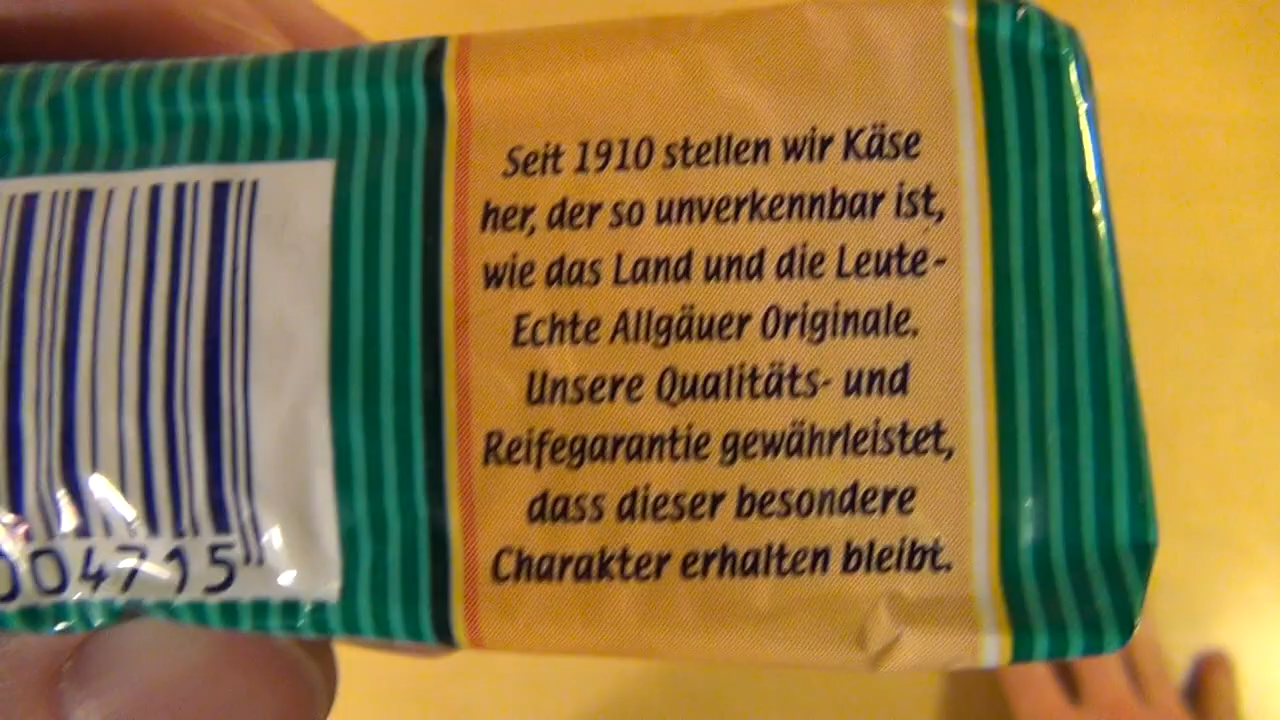 Seit 1910 stellen wir Käse
her, der so unverkennbar ist,
wie das Land und die Leute-
Echte Allgäuer Originale.
Unsere Qualitäts- und
Reifegarantie gewährleistet,
dass dieser besondere
Charakter erhalten bleibt.
004715